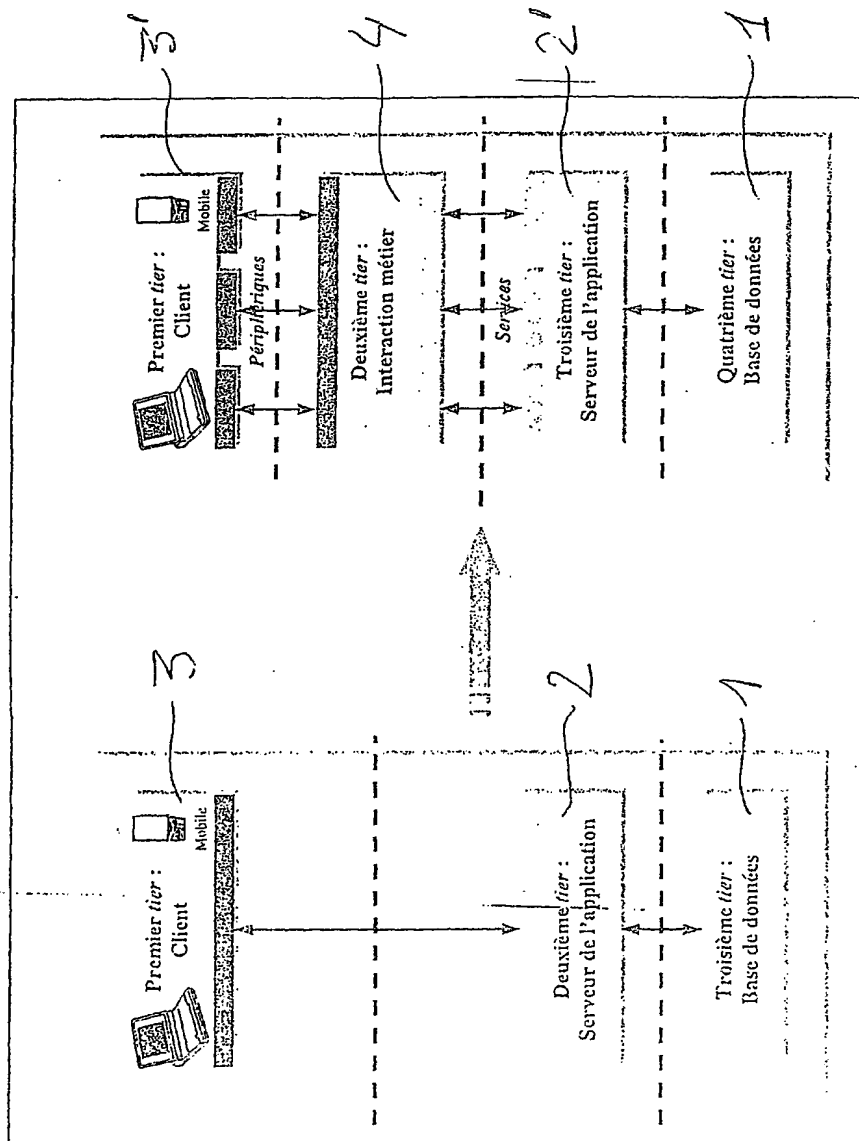 3
Premier tier :
Client
Mobile
2
Deuxième tier :
Serveur de l'application
1
Troisième tier :
Base de données
3'
Premier tier :
Client
Mobile
Périphériques
4
Deuxième tier :
Interaction métier
Services
2'
Troisième tier :
Serveur de l'application
1
Quatrième tier :
Base de données